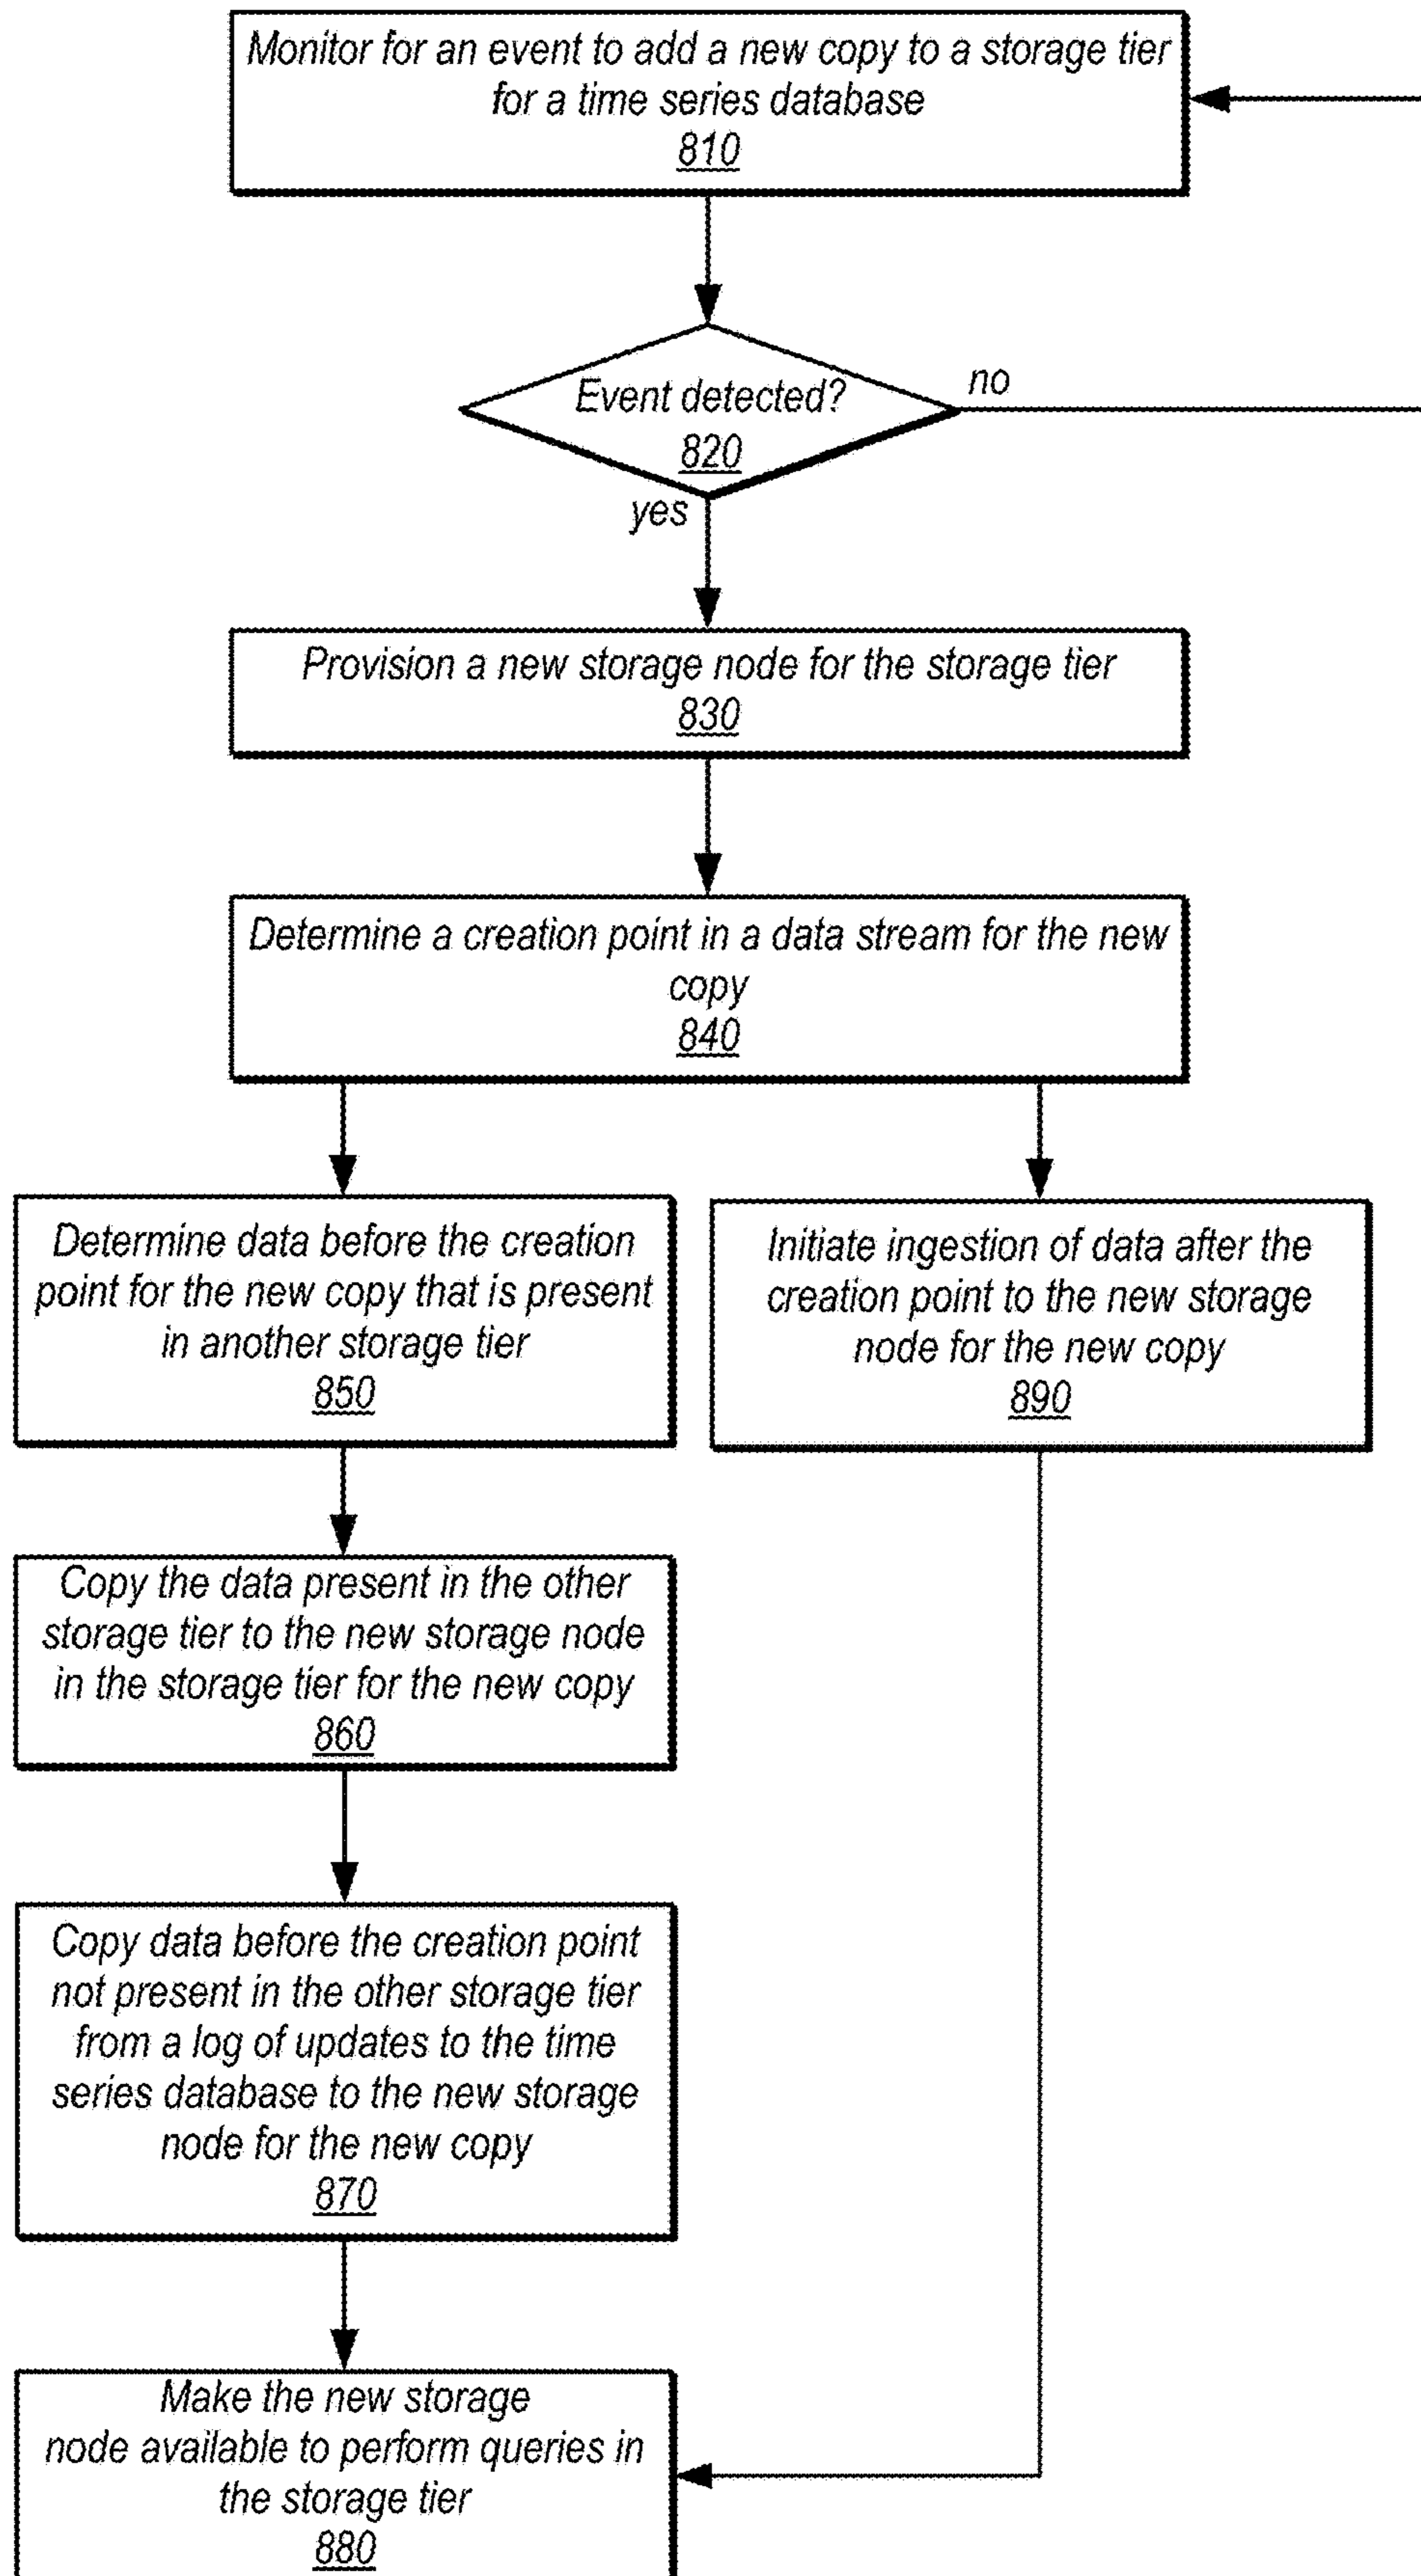 Monitor for an event to add a new copy to a storage tier
for a time series database
810
Event detected?
820
no
yes
Provision a new storage node for the storage tier
830
Determine a creation point in a data stream for the new
copy
840
Determine data before the creation
point for the new copy that is present
in another storage tier
850
Initiate ingestion of data after the
creation point to the new storage
node for the new copy
890
Copy the data present in the other
storage tier to the new storage node
in the storage tier for the new copy
860
Copy data before the creation point
not present in the other storage tier
from a log of updates to the time
series database to the new storage
node for the new copy
870
Make the new storage
node available to perform queries in
the storage tier
880